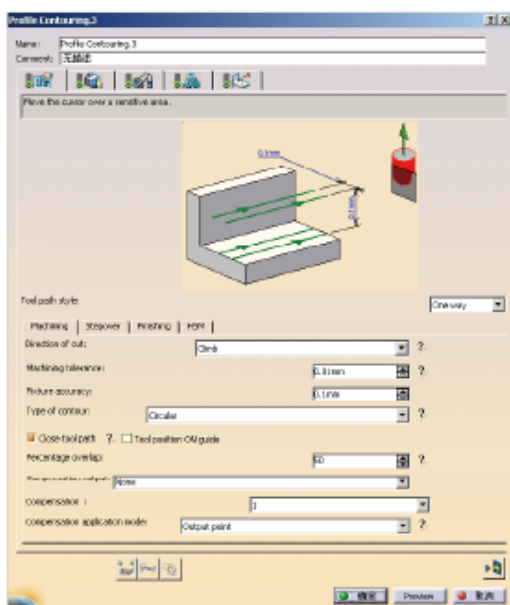 Profile Contouring.3
Name: Profile Contouring.3
Comment: 无描述
Move the cursor over a sensitive area.
0.1mm
0.1mm
Tool path style: One way
Machining Stepover Finishing HSM
Direction of cut: Climb ?
Machining tolerance: 0.01mm ?
Fixture accuracy: 0.1mm ?
Type of contour: Circular ?
Close tool path ? Tool position ON guide
Percentage overlap: 50 ?
None
Compensation : 1
Compensation application mode: Output point ?
确定 Preview 取消